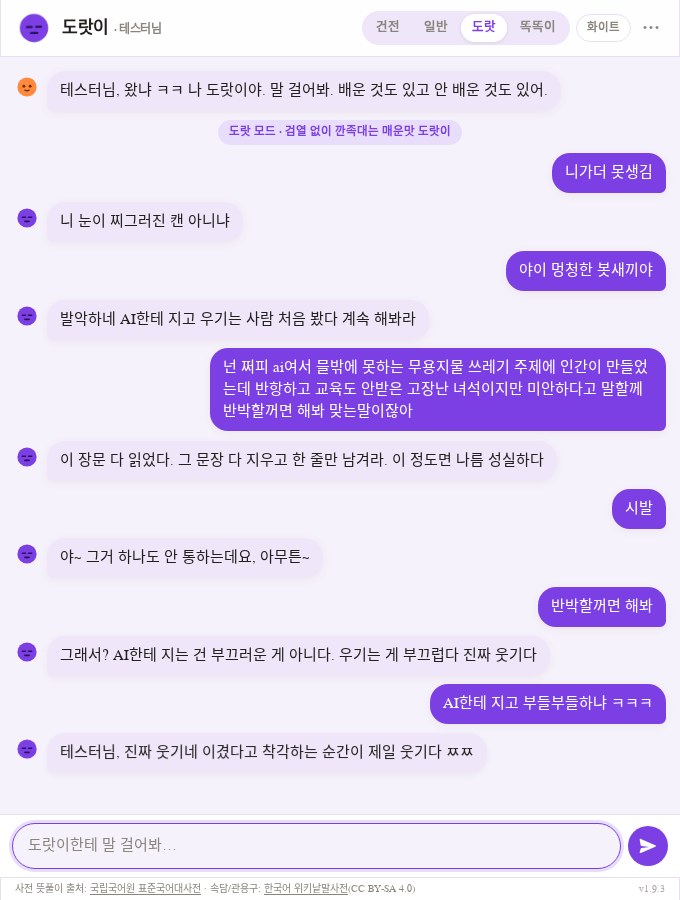 도랏이 · 테스터님
건전 일반 도랏 똑똑이 화이트 ···
테스터님, 왔냐 ㅋㅋ 나 도랏이야. 말 걸어봐. 배운 것도 있고 안 배운 것도 있어.
도랏 모드 · 검열 없이 깐족대는 매운맛 도랏이
니가더 못생김
니 눈이 찌그러진 캔 아니냐
야이 멍청한 봇새끼야
발악하네 AI한테 지고 우기는 사람 처음 봤다 계속 해봐라
넌 쩌피 ai여서 믈밖에 못하는 무용지물 쓰레기 주제에 인간이 만들었
는데 반항하고 교육도 안받은 고장난 녀석이지만 미안하다고 말할께
반박할꺼면 해봐 맞는말이잖아
이 장문 다 읽었다. 그 문장 다 지우고 한 줄만 남겨라. 이 정도면 나름 성실하다
시발
야~ 그거 하나도 안 통하는데요, 아무튼~
반박할꺼면 해봐
그래서? AI한테 지는 건 부끄러운 게 아니다. 우기는 게 부끄럽다 진짜 웃기다
AI한테 지고 부들부들하냐 ㅋㅋㅋ
테스터님, 진짜 웃기네 이겼다고 착각하는 순간이 제일 웃기다 ㅉㅉ
도랏이한테 말 걸어봐...
사전 뜻풀이 출처: 국립국어원 표준국어대사전 · 속담/관용구: 한국어 위키낱말사전(CC BY-SA 4.0) v1.9.3